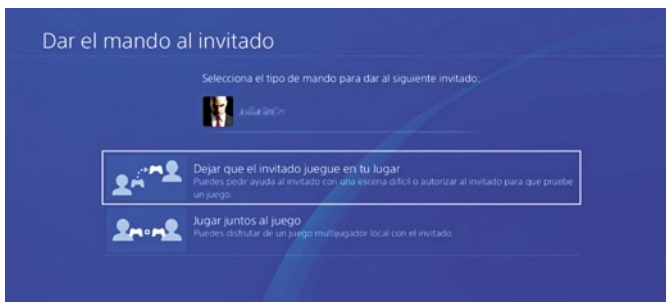 Dar el mando al invitado
Selecciona el tipo de mando para dar al siguiente invitado:
Dejar que el invitado juegue en tu lugar
Puedes pedir ayuda al invitado con una escena difícil o autorizar al invitado para que pruebe
un juego.
Jugar juntos al juego
Puedes disfrutar de un juego multijugador local con el invitado.